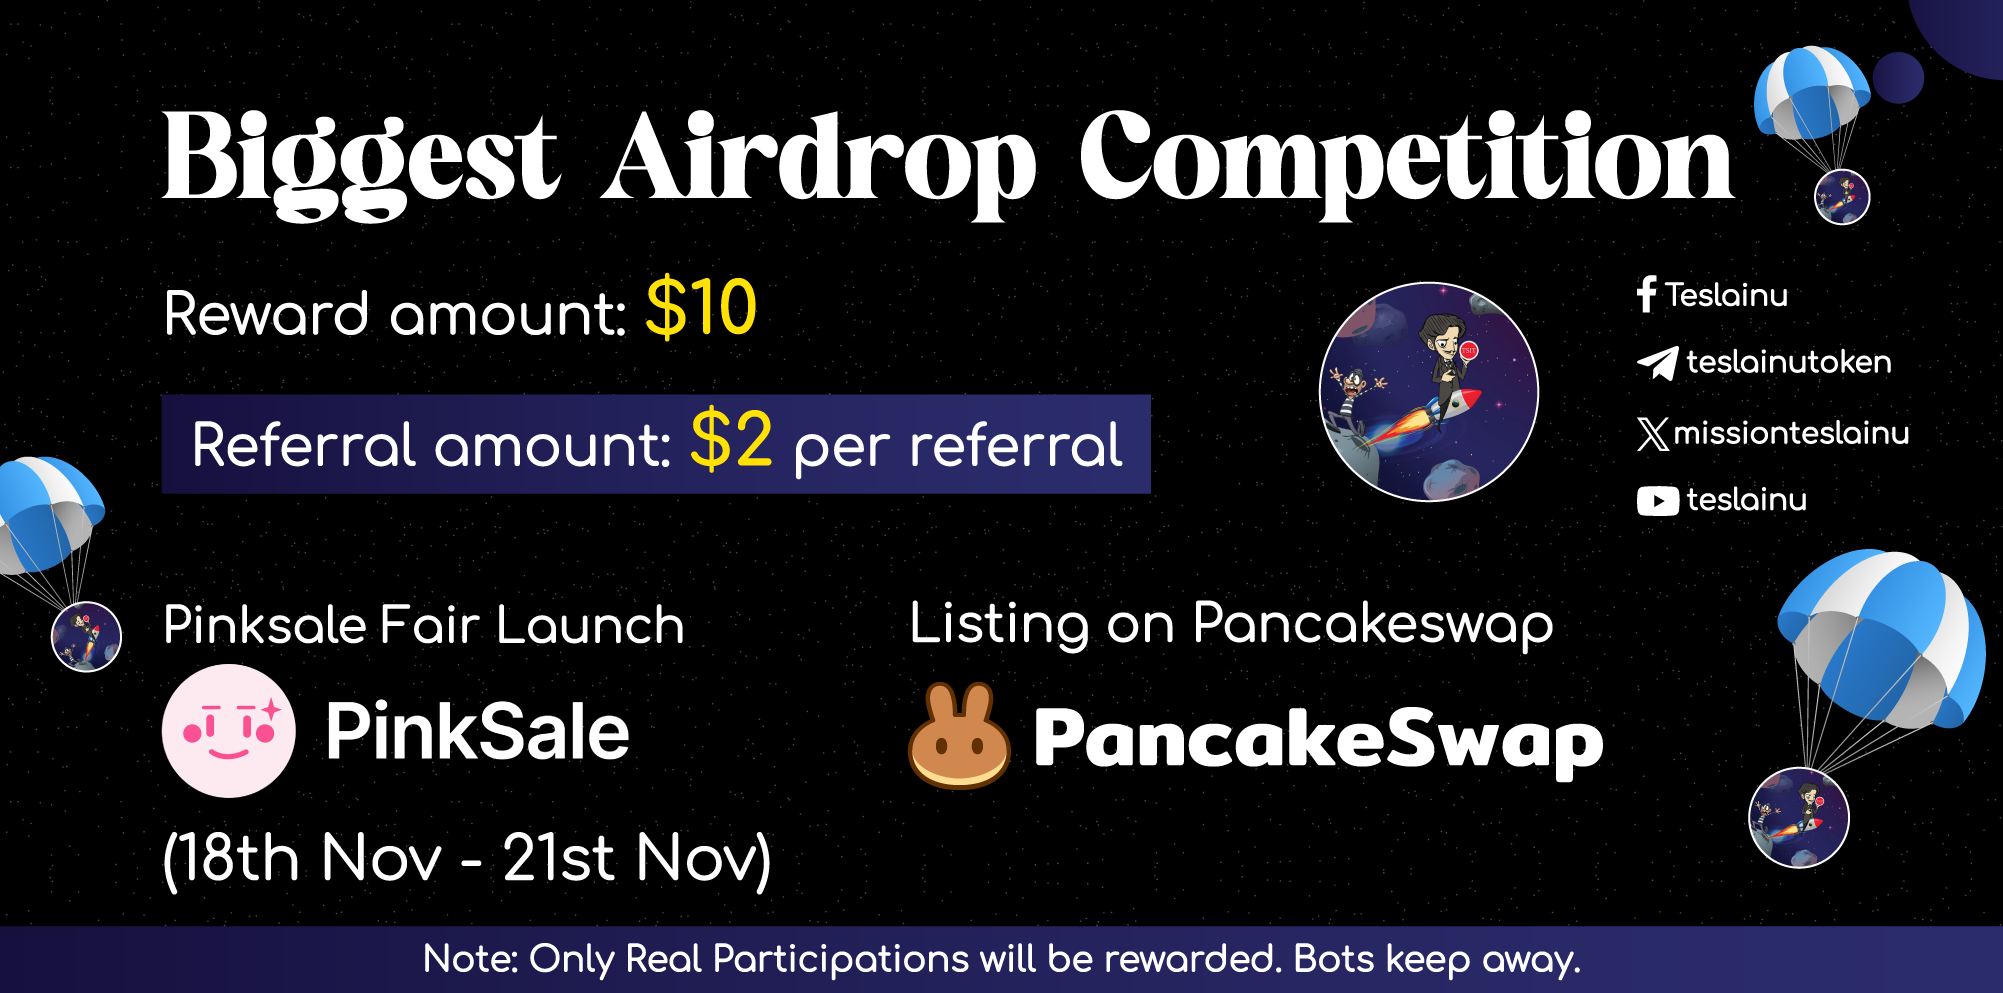 Biggest Airdrop Competition
Reward amount: $10
Referral amount: $2 per referral
TSIT
Teslainu
teslainutoken
missionteslainu
teslainu
Pinksale Fair Launch
PinkSale
(18th Nov - 21st Nov)
Listing on Pancakeswap
PancakeSwap
Note: Only Real Participations will be rewarded. Bots keep away.